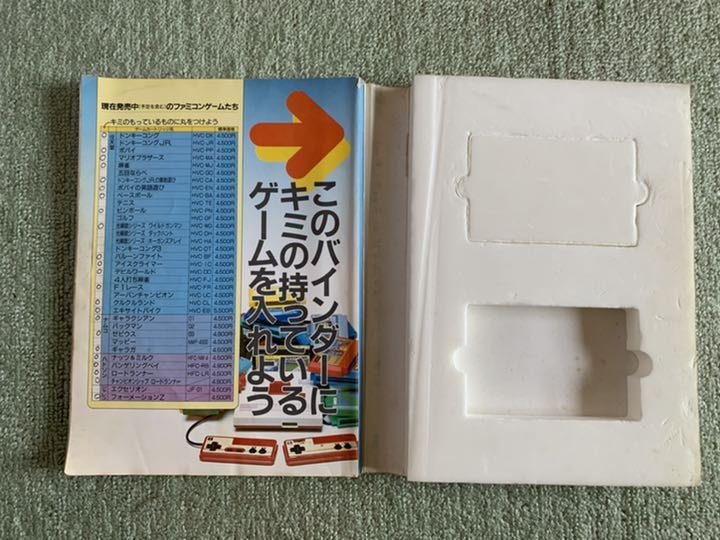 現在発売中(予定を含む)のファミコンゲームたち
キミのもっているものに丸をつけよう
ゲームカートリッジ名 標準価格
ドンキーコング HVC-DK 4,500円
ドンキーコングJR. HVC-JR 4,500円
ポパイ HVC-PP 4,500円
マリオブラザーズ HVC-MA 4,500円
麻雀 HVC-MJ 4,500円
五目ならべ HVC-GO 4,500円
ドンキーコングJR.の算数遊び HVC-CA 4,500円
ポパイの英語遊び HVC-EN 4,500円
ベースボール HVC-BA 4,500円
テニス HVC-TE 4,500円
ピンボール HVC-PN 4,500円
ゴルフ HVC-GF 4,500円
光線銃シリーズ ワイルドガンマン HVC-WG 4,500円
光線銃シリーズ ダックハント HVC-DH 4,500円
光線銃シリーズ ホーガンズアレイ HVC-HA 4,500円
ドンキーコング3 HVC-DT 4,500円
バルーンファイト HVC-BF 4,500円
アイスクライマー HVC-IC 4,500円
デビルワールド HVC-DD 4,500円
4人打ち麻雀 HVC-FJ 4,500円
F1レース HVC-FR 4,500円
アーバンチャンピオン HVC-UC 4,500円
クルクルランド HVC-CL 4,500円
エキサイトバイク HVC-EB 5,500円
ギャラクシアン 01 4,500円
パックマン 02 4,500円
ゼビウス 03 4,500円
マッピー 4,500円
ギャラガ 4,500円
ナッツ&ミルク 4,500円
バンゲリングベイ 4,900円
ロードランナー 4,500円
チャンピオンシップ ロードランナー 4,900円
エクセリオン JF-01 4,500円
フォーメーションZ 4,500円
このバインダーに
キミの持っている
ゲームを入れよう